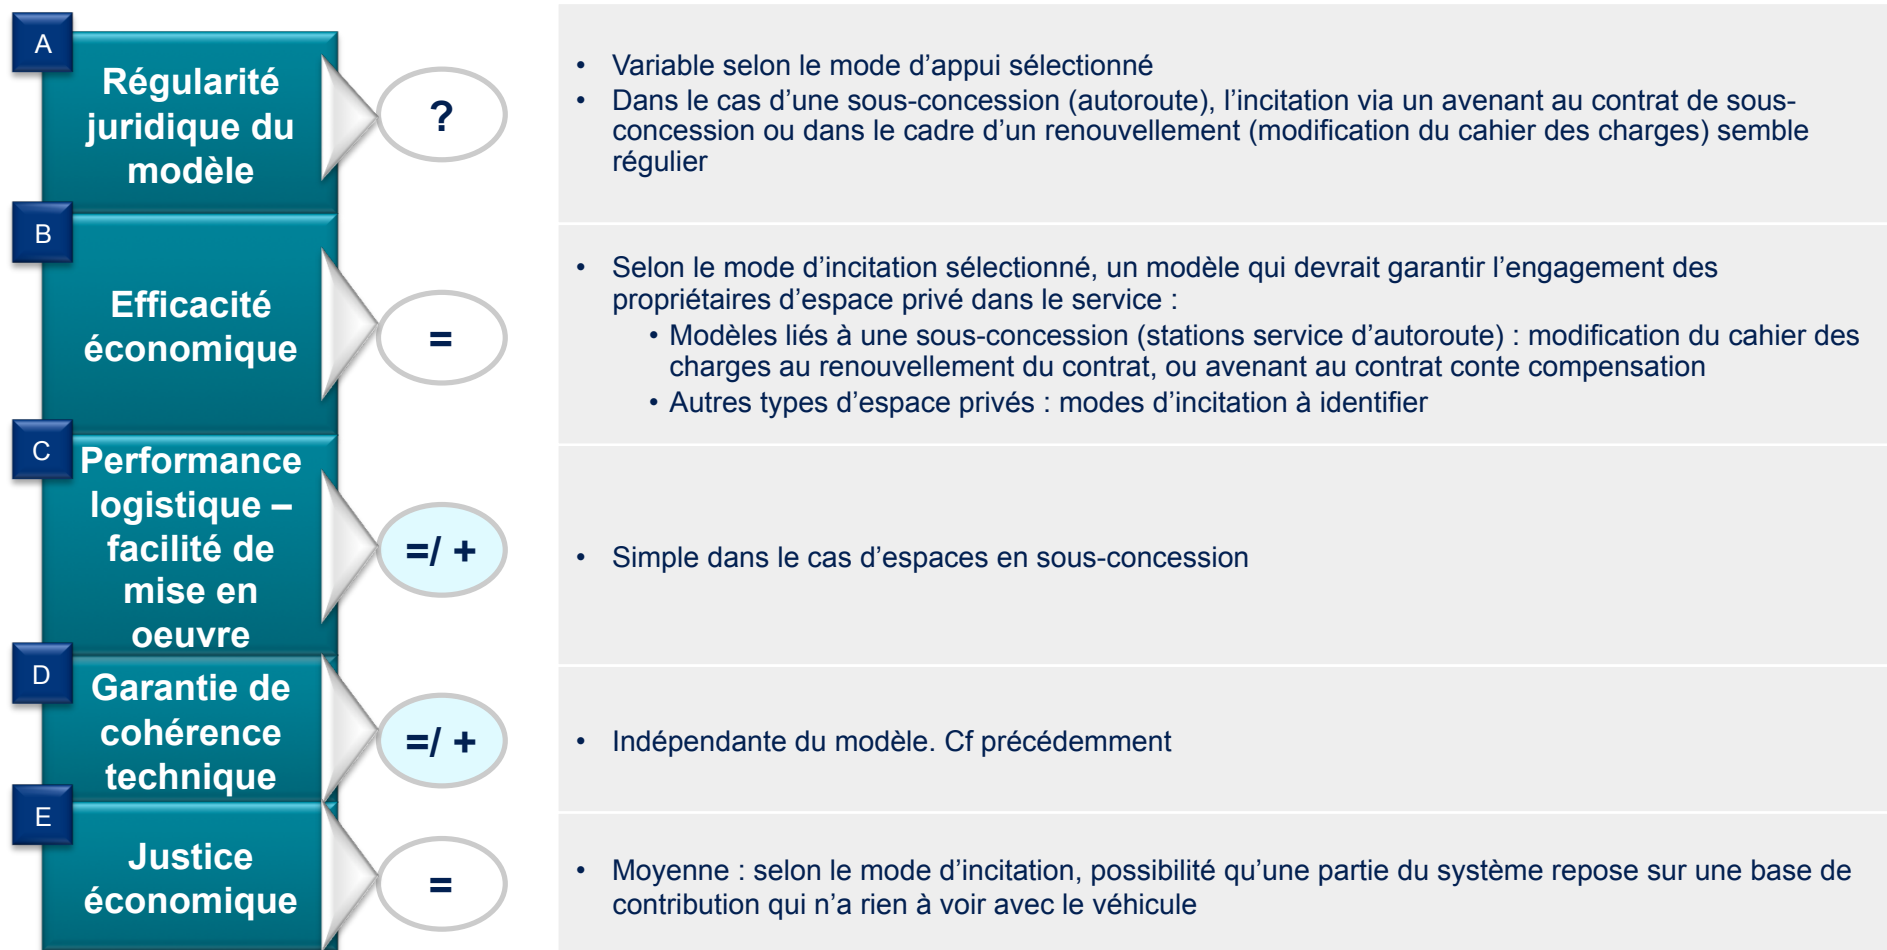 A
Régularité
juridique du
modèle
?
• Variable selon le mode d’appui sélectionné
• Dans le cas d’une sous-concession (autoroute), l’incitation via un avenant au contrat de sous-
concession ou dans le cadre d’un renouvellement (modification du cahier des charges) semble
régulier
B
Efficacité
économique
=
• Selon le mode d’incitation sélectionné, un modèle qui devrait garantir l’engagement des
propriétaires d’espace privé dans le service :
• Modèles liés à une sous-concession (stations service d’autoroute) : modification du cahier des
charges au renouvellement du contrat, ou avenant au contrat conte compensation
• Autres types d’espace privés : modes d’incitation à identifier
C
Performance
logistique –
facilité de
mise en
oeuvre
=/ +
• Simple dans le cas d’espaces en sous-concession
D
Garantie de
cohérence
technique
=/ +
• Indépendante du modèle. Cf précédemment
E
Justice
économique
=
• Moyenne : selon le mode d’incitation, possibilité qu’une partie du système repose sur une base de
contribution qui n’a rien à voir avec le véhicule